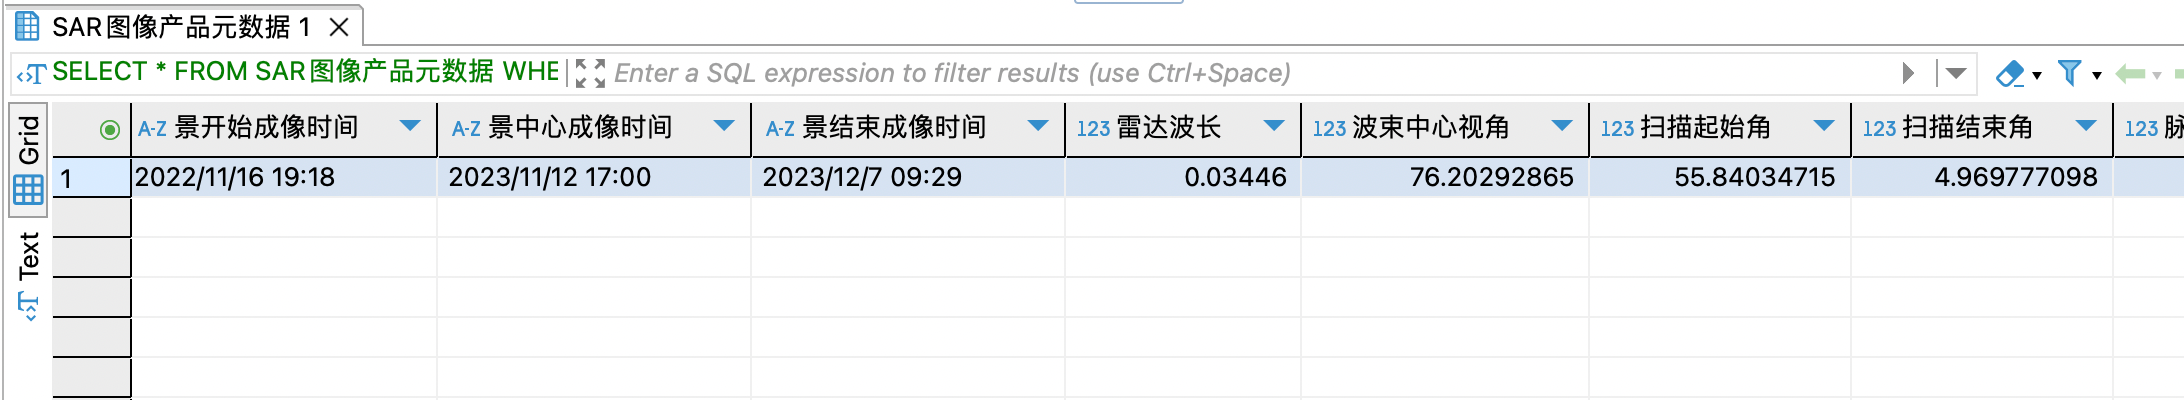 SAR图像产品元数据 1
SELECT * FROM SAR图像产品元数据 WHE Enter a SQL expression to filter results (use Ctrl+Space)
Grid
Text
A-Z 景开始成像时间 A-Z 景中心成像时间 A-Z 景结束成像时间 123 雷达波长 123 波束中心视角 123 扫描起始角 123 扫描结束角 123 脉
1 2022/11/16 19:18 2023/11/12 17:00 2023/12/7 09:29 0.03446 76.20292865 55.84034715 4.969777098